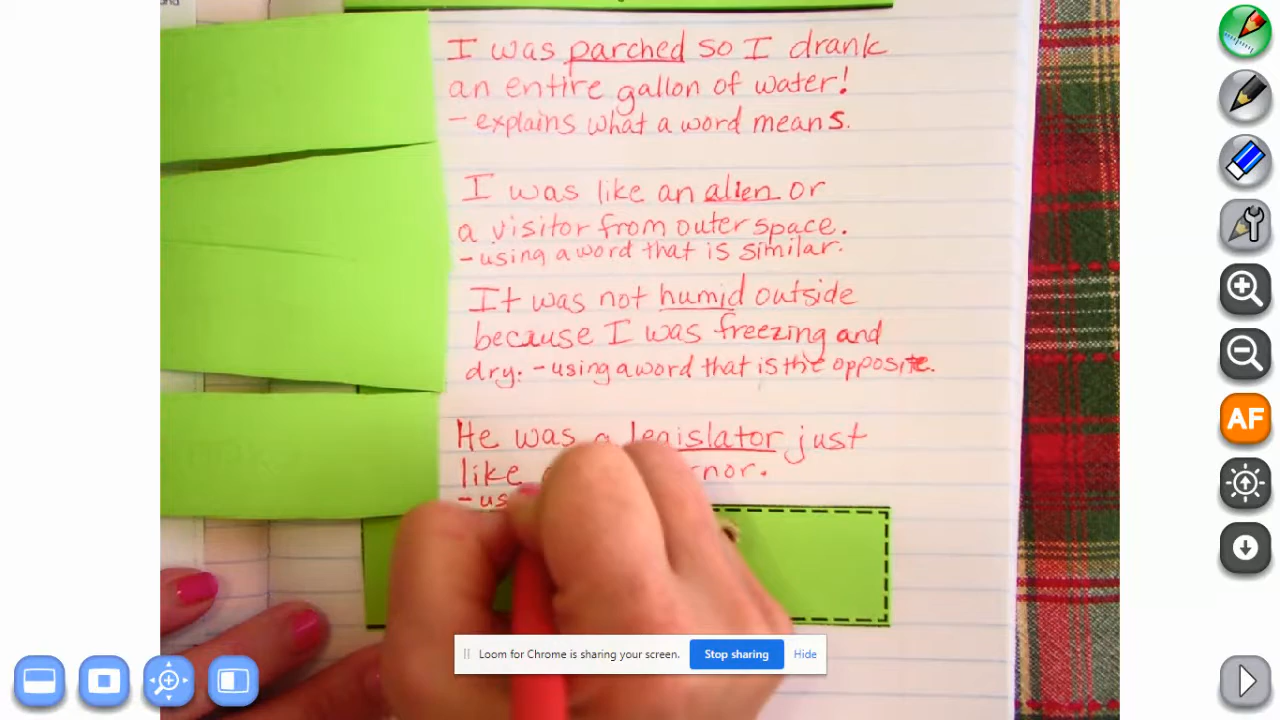 I was parched so I drank
an entire gallon of water!
- explains what a word means.
I was like an alien or
a visitor from outer space.
- using a word that is similar.
It was not humid outside
because I was freezing and
dry. - using a word that is the opposite.
He was a legislator just
like
- us
AF
Loom for Chrome is sharing your screen.
Stop sharing
Hide